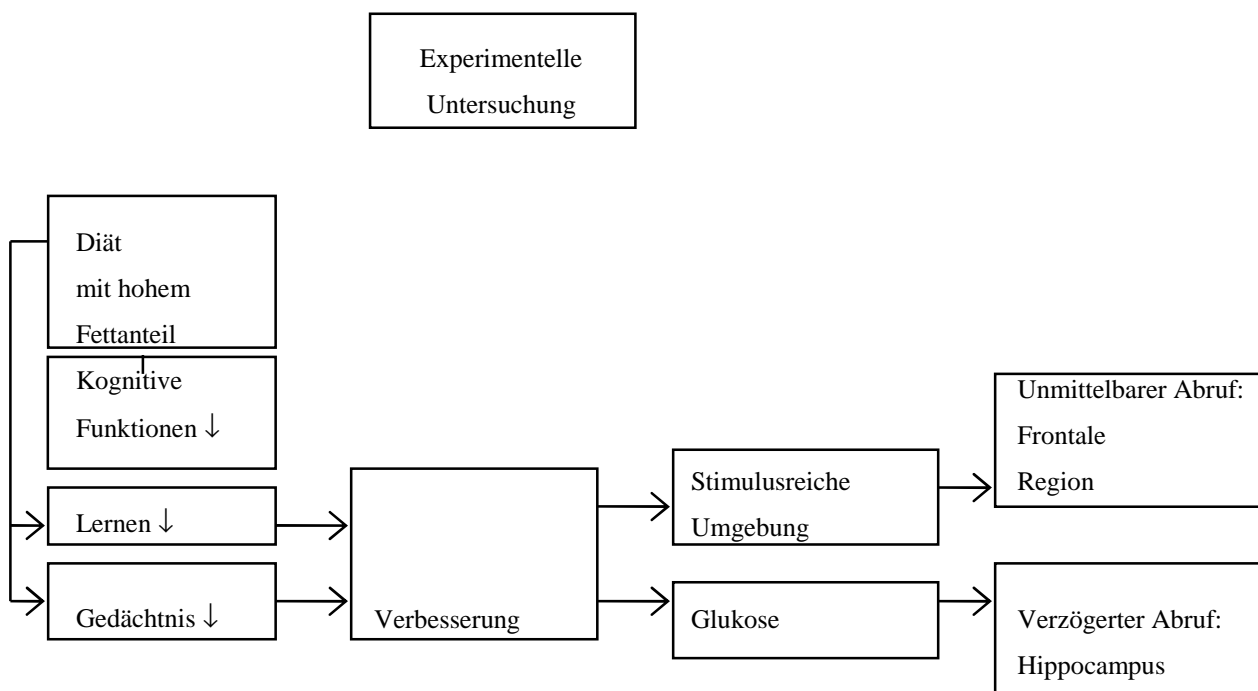 Experimentelle
Untersuchung
Diät
mit hohem
Fettanteil
Kognitive
Funktionen ↓
Lernen ↓
Gedächtnis ↓
Verbesserung
Stimulusreiche
Umgebung
Glukose
Unmittelbarer Abruf:
Frontale
Region
Verzögerter Abruf:
Hippocampus